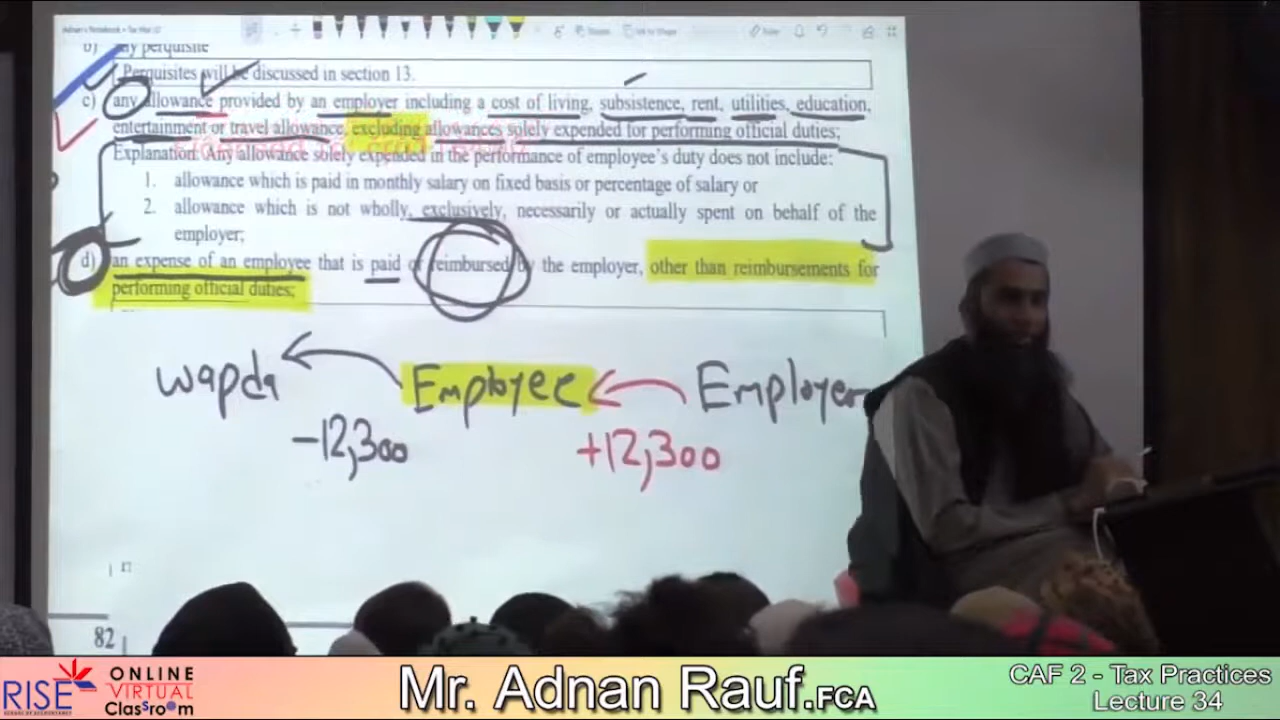 Adnan's Notebook - Tax
b) any perquisite
Perquisites will be discussed in section 13.
c) any allowance provided by an employer including a cost of living, subsistence, rent, utilities, education,
entertainment or travel allowance, excluding allowances solely expended for performing official duties;
Explanation: Any allowance solely expended in the performance of employee's duty does not include:
1. allowance which is paid in monthly salary on fixed basis or percentage of salary or
2. allowance which is not wholly, exclusively, necessarily or actually spent on behalf of the
employer;
d) an expense of an employee that is paid or reimbursed by the employer, other than reimbursements for
performing official duties;
wapda Employee Employer
-12,300 +12,300
82
RISE ONLINE VIRTUAL ClassRoom
Mr. Adnan Rauf.FCA
CAF 2 - Tax Practices
Lecture 34